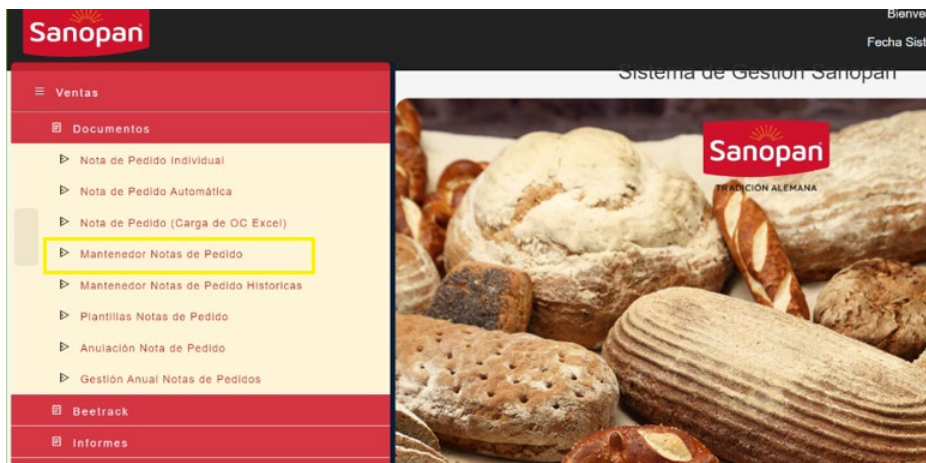 Sanopan
Bienve
Fecha Sist
Sistema de Gestión Sanopan
Ventas
Documentos
Nota de Pedido Individual
Nota de Pedido Automática
Nota de Pedido (Carga de OC Excel)
Mantenedor Notas de Pedido
Mantenedor Notas de Pedido Historicas
Plantillas Notas de Pedido
Anulación Nota de Pedido
Gestión Anual Notas de Pedidos
Beetrack
Informes
Sanopan
TRADICIÓN ALEMANA